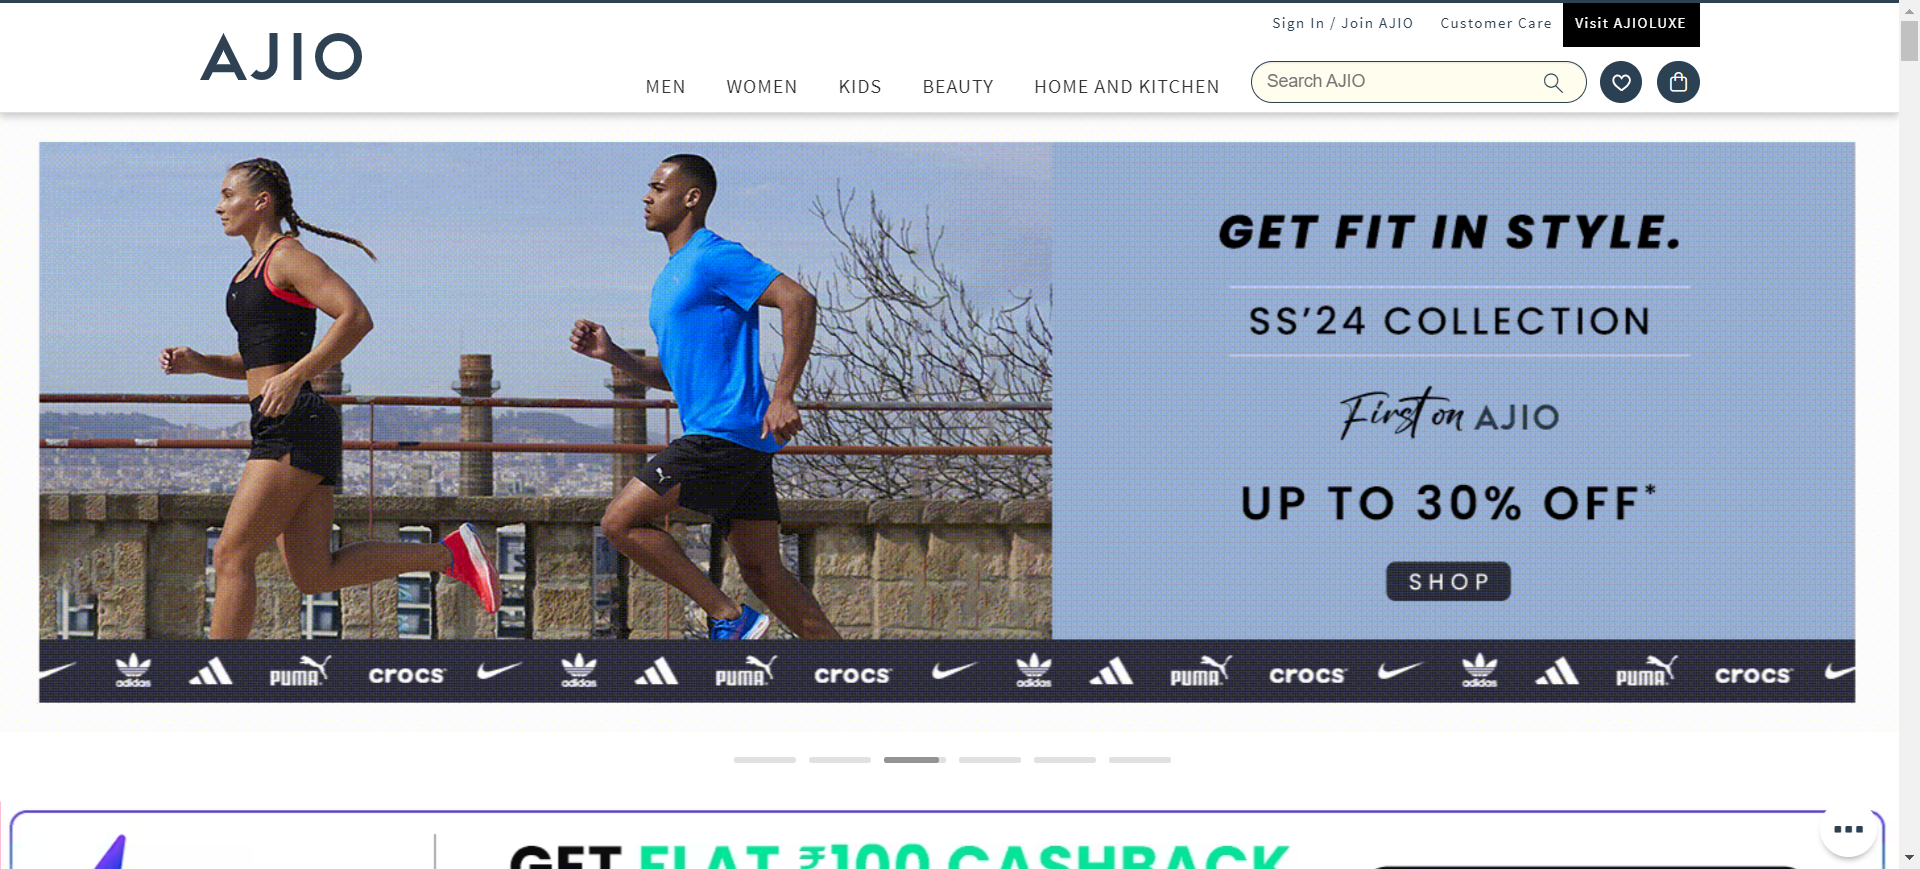 Sign In / Join AJIO
Customer Care
Visit AJIOLUXE
AJIO
MEN
WOMEN
KIDS
BEAUTY
HOME AND KITCHEN
Search AJIO
GET FIT IN STYLE.
SS'24 COLLECTION
First on AJIO
UP TO 30% OFF*
SHOP
adidas PUMA crocs adidas PUMA crocs adidas PUMA crocs adidas PUMA crocs
GET FLAT ₹100 CASHBACK